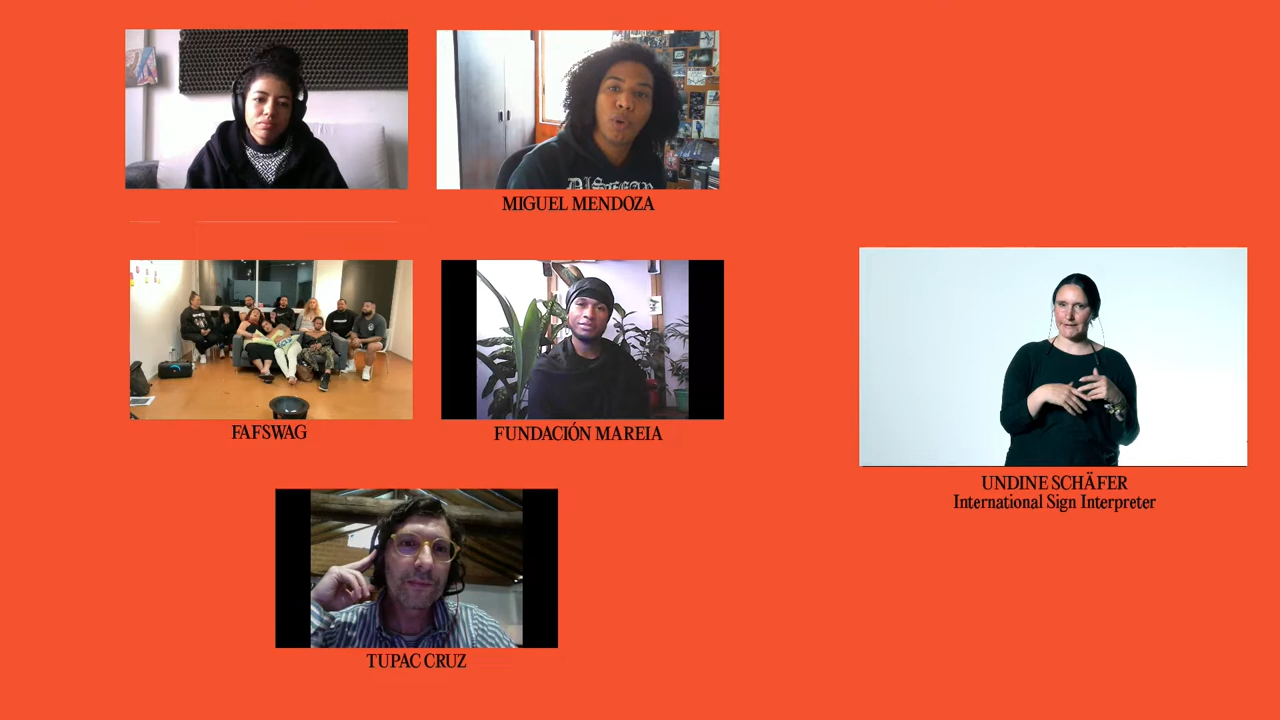 MIGUEL MENDOZA
FAFSWAG
FUNDACIÓN MAREIA
UNDINE SCHÄFER
International Sign Interpreter
TUPAC CRUZ